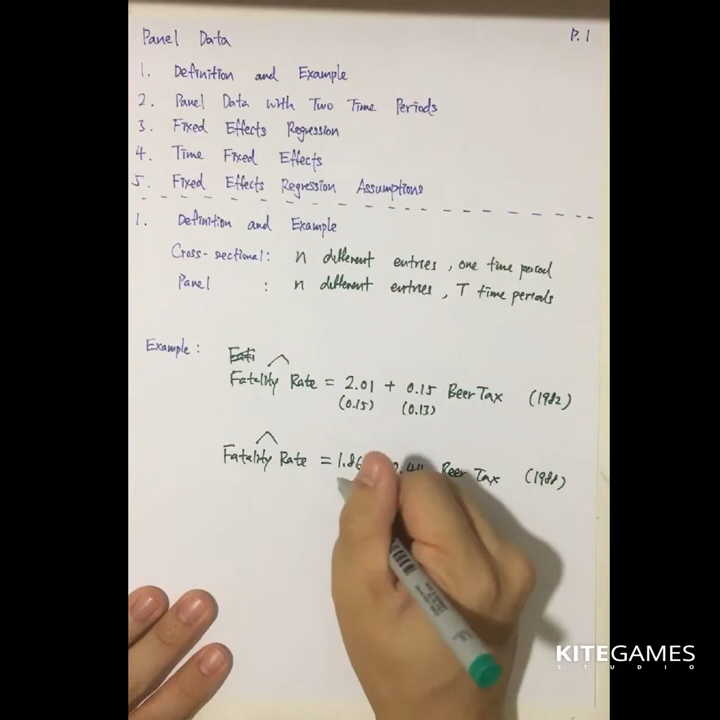 Panel Data P.1
1. Definition and Example
2. Panel Data with Two Time Periods
3. Fixed Effects Regression
4. Time Fixed Effects
5. Fixed Effects Regression Assumptions
1. Definition and Example
Cross-sectional: n different entries, one time period
Panel : n different entries, T time periods
Example:
Fatality Rate = 2.01 + 0.15 Beer Tax (1982)
(0.15) (0.13)
Fatality Rate = 1.86 Beer Tax (1988)
KITEGAMES
STUDIO